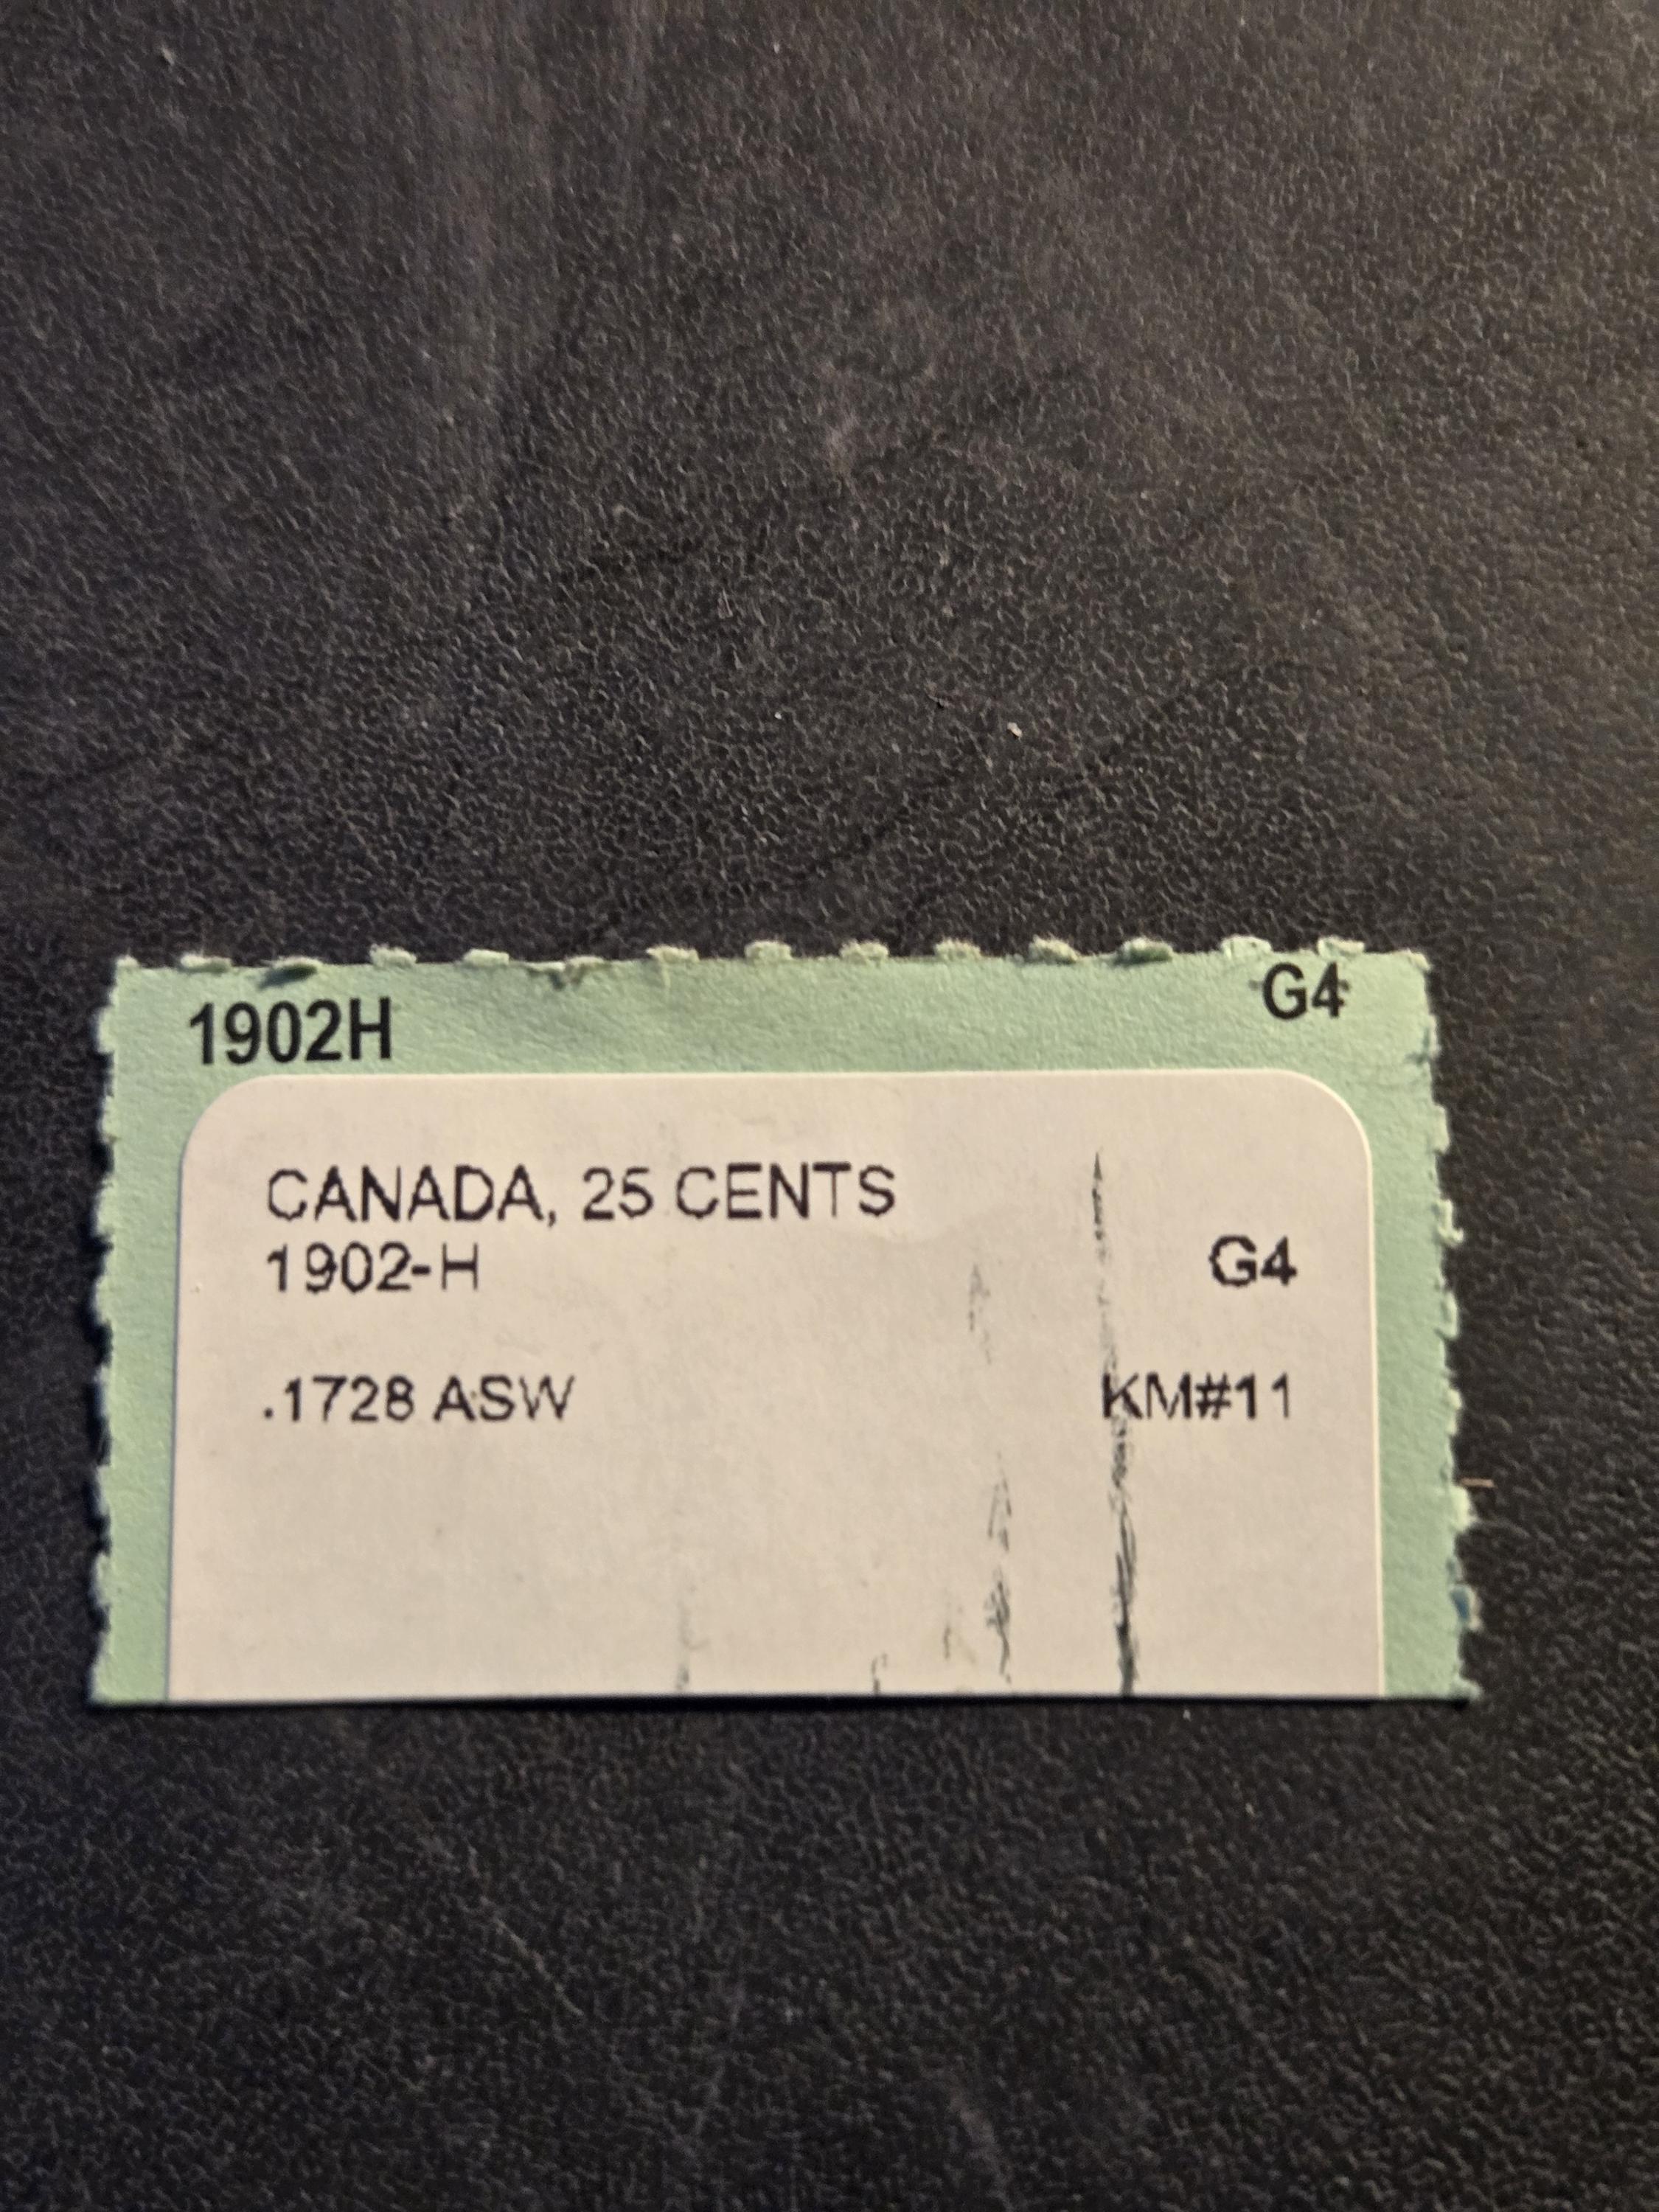 1902H G4
CANADA, 25 CENTS
1902-H G4
.1728 ASW KM#11